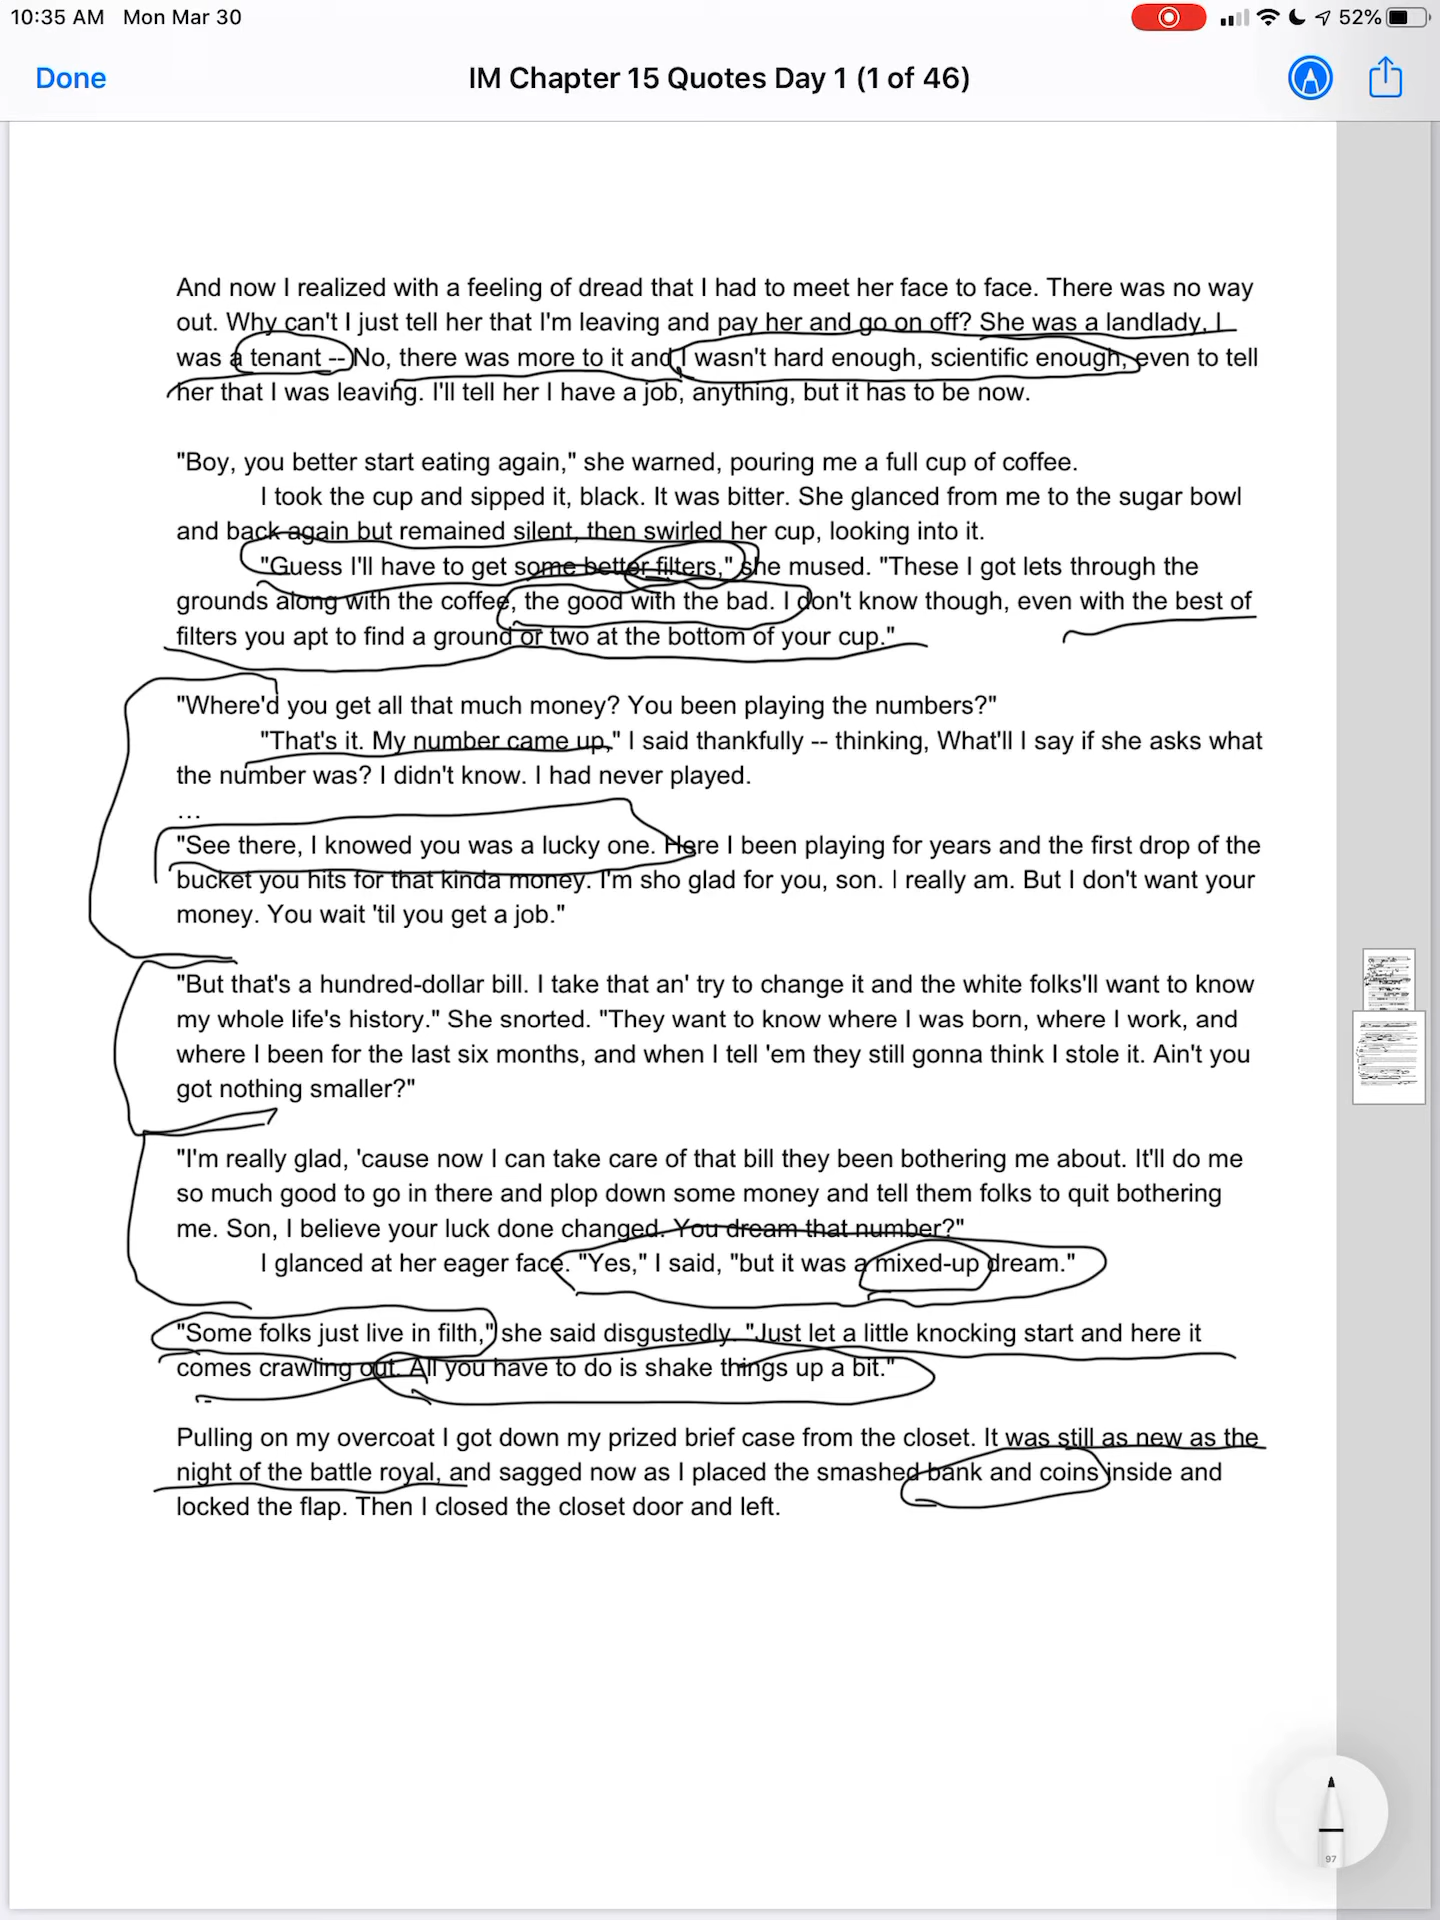 10:35 AM Mon Mar 30
52%
Done
IM Chapter 15 Quotes Day 1 (1 of 46)
And now I realized with a feeling of dread that I had to meet her face to face. There was no way
out. Why can't I just tell her that I'm leaving and pay her and go on off? She was a landlady, I
was a tenant -- No, there was more to it and I wasn't hard enough, scientific enough, even to tell
her that I was leaving. I'll tell her I have a job, anything, but it has to be now.
"Boy, you better start eating again," she warned, pouring me a full cup of coffee.
I took the cup and sipped it, black. It was bitter. She glanced from me to the sugar bowl
and back again but remained silent, then swirled her cup, looking into it.
"Guess I'll have to get some better filters," she mused. "These I got lets through the
grounds along with the coffee, the good with the bad. I don't know though, even with the best of
filters you apt to find a ground or two at the bottom of your cup."
"Where'd you get all that much money? You been playing the numbers?"
"That's it. My number came up," I said thankfully -- thinking, What'll I say if she asks what
the number was? I didn't know. I had never played.
...
"See there, I knowed you was a lucky one. Here I been playing for years and the first drop of the
bucket you hits for that kinda money. I'm sho glad for you, son. I really am. But I don't want your
money. You wait 'til you get a job."
"But that's a hundred-dollar bill. I take that an' try to change it and the white folks'll want to know
my whole life's history." She snorted. "They want to know where I was born, where I work, and
where I been for the last six months, and when I tell 'em they still gonna think I stole it. Ain't you
got nothing smaller?"
"I'm really glad, 'cause now I can take care of that bill they been bothering me about. It'll do me
so much good to go in there and plop down some money and tell them folks to quit bothering
me. Son, I believe your luck done changed. You dream that number?"
I glanced at her eager face. "Yes," I said, "but it was a mixed-up dream."
"Some folks just live in filth," she said disgustedly. "Just let a little knocking start and here it
comes crawling out. All you have to do is shake things up a bit."
Pulling on my overcoat I got down my prized brief case from the closet. It was still as new as the
night of the battle royal, and sagged now as I placed the smashed bank and coins inside and
locked the flap. Then I closed the closet door and left.
97